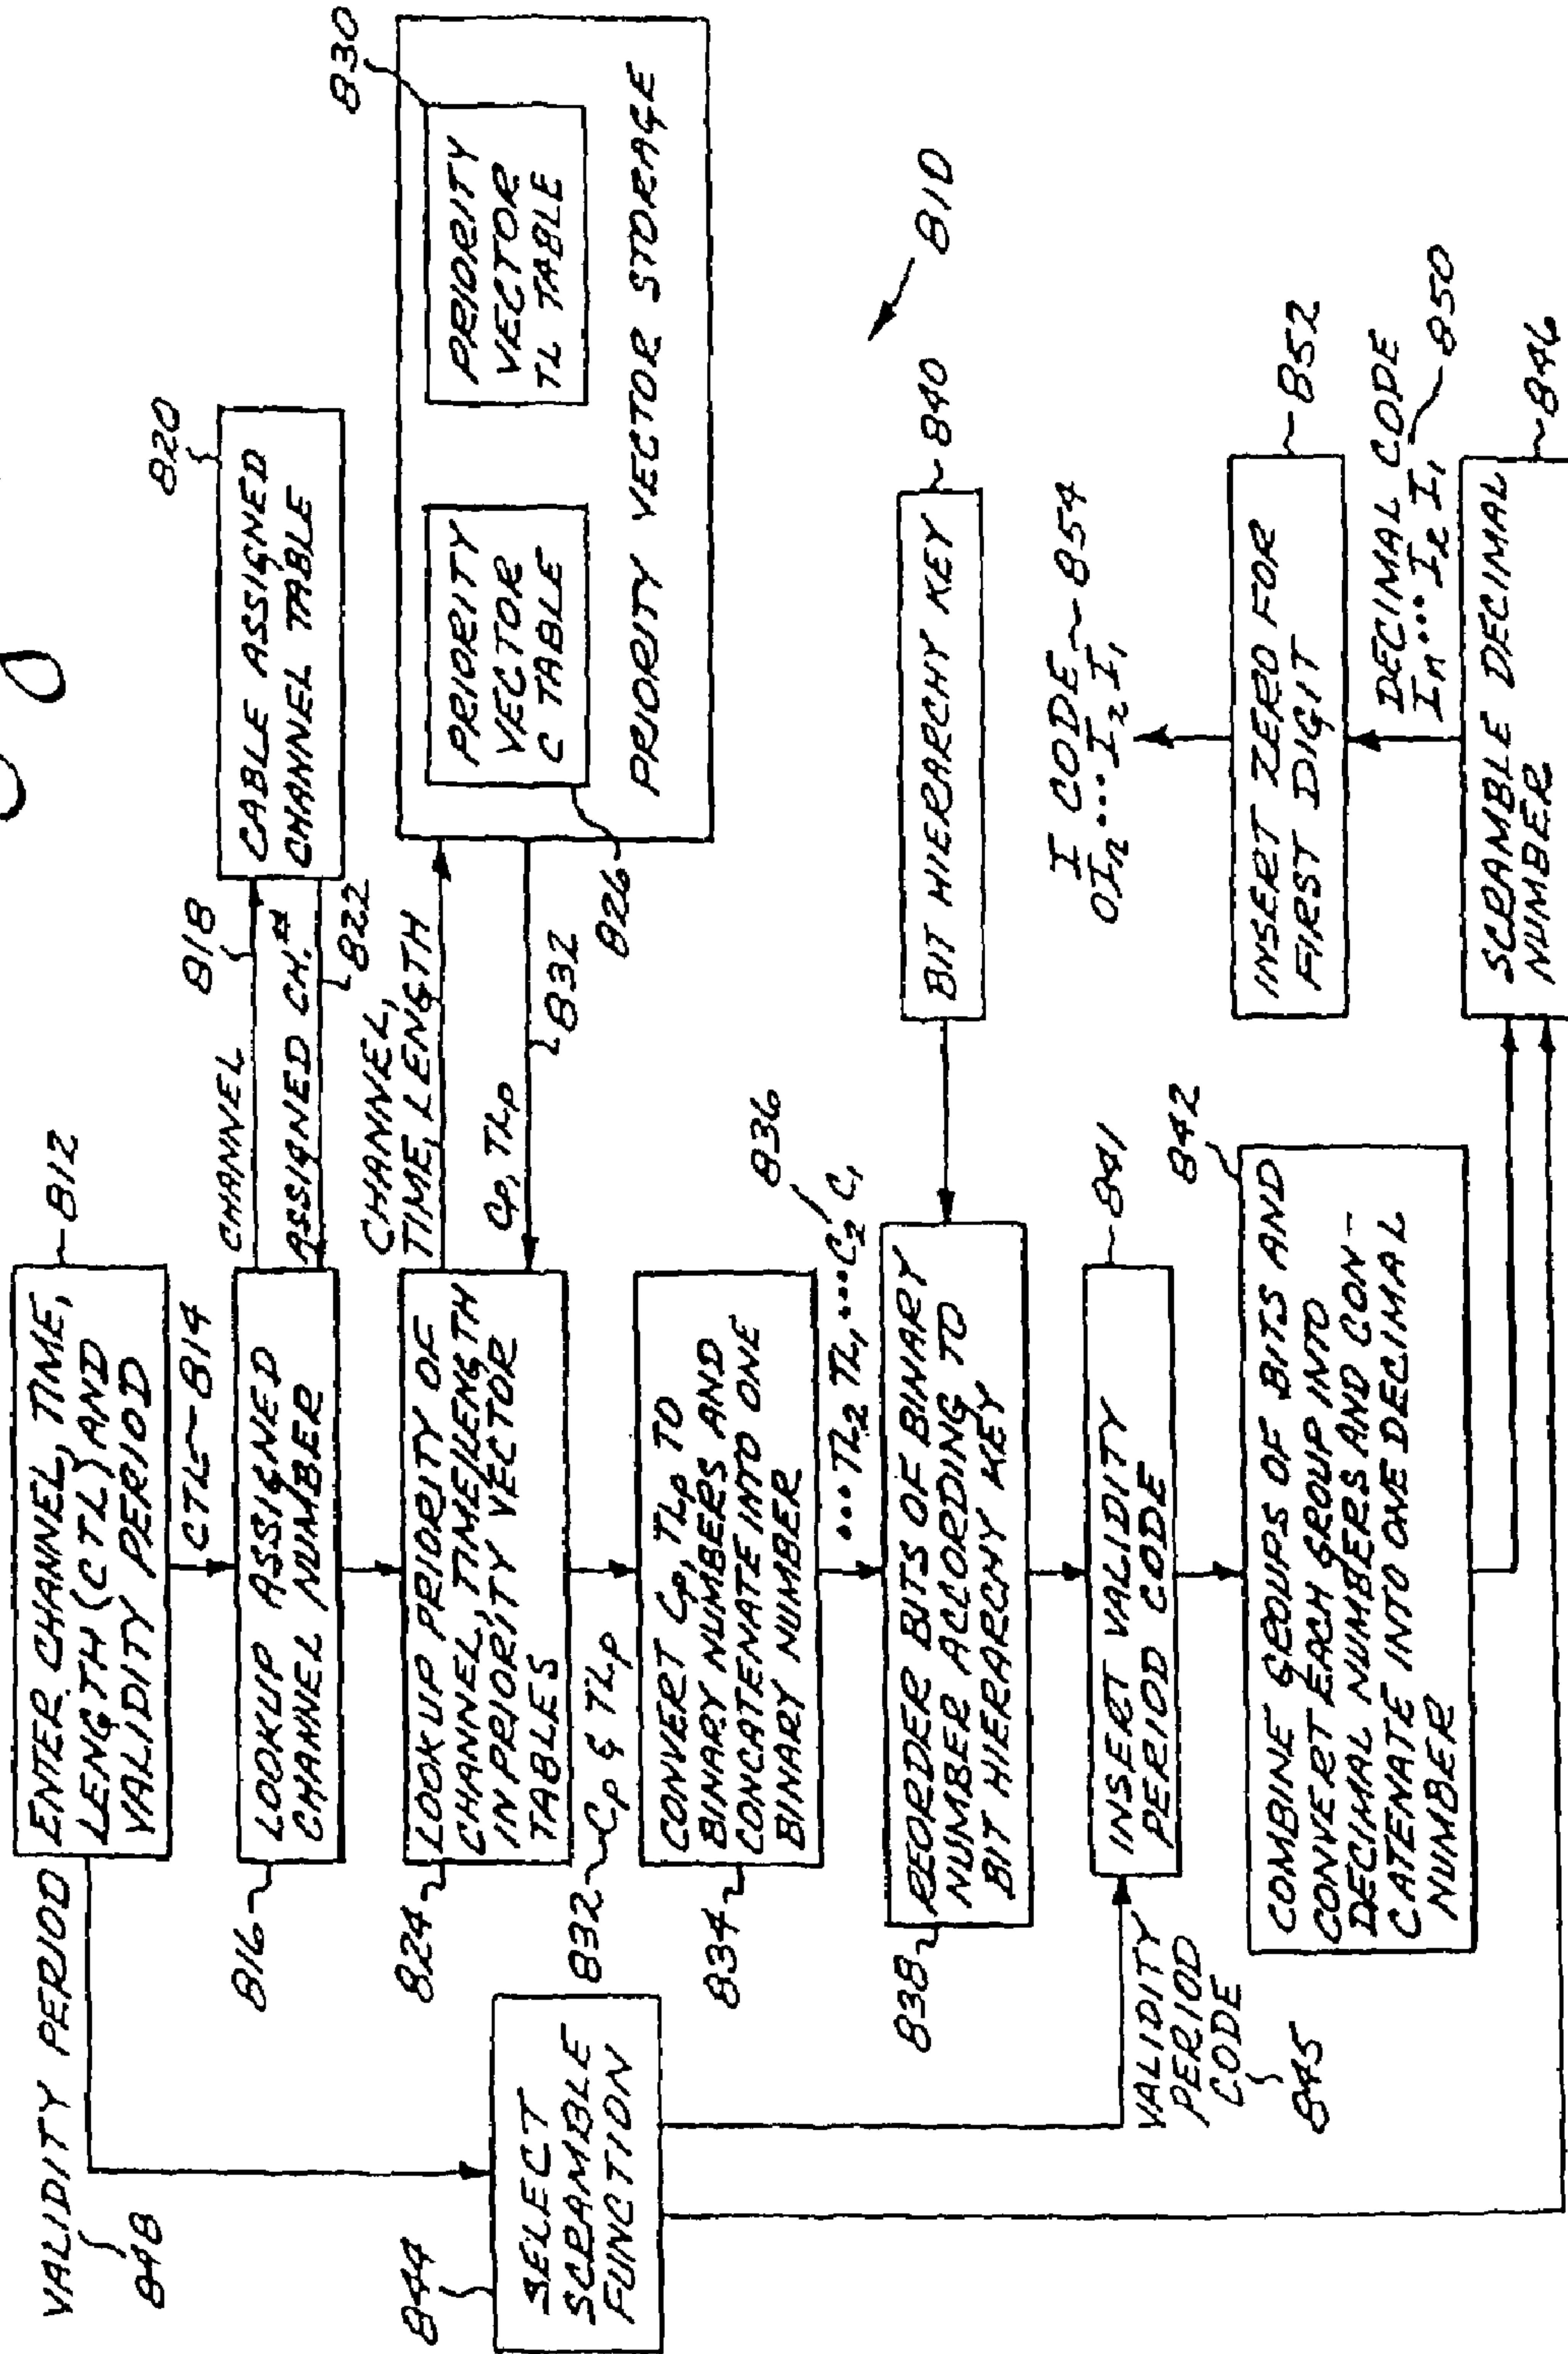 VALIDITY PERIOD
848
ENTER CHANNEL, TIME,
LENGTH (CTL) AND
VALIDITY PERIOD
812
CTL 814
816
LOOKUP ASSIGNED
CHANNEL NUMBER
CHANNEL
818
ASSIGNED CH.#
822
820
CABLE ASSIGNED
CHANNEL TABLE
824
LOOKUP PRIORITY OF
CHANNEL, TIME/LENGTH
IN PRIORITY VECTOR
TABLES
CHANNEL,
TIME, LENGTH
Cp, TLp
832
826
PRIORITY
VECTOR
C TABLE
PRIORITY
VECTOR
TL TABLE
830
PRIORITY VECTOR STORAGE
832
Cp & TLp
844
SELECT
SCRAMBLE
FUNCTION
834
CONVERT Cp, TLp TO
BINARY NUMBERS AND
CONCATENATE INTO ONE
BINARY NUMBER
... TL2 TL1 ... C2 C1
836
810
838
REORDER BITS OF BINARY
NUMBER ACCORDING TO
BIT HIERARCHY KEY
BIT HIERARCHY KEY
840
VALIDITY
PERIOD
CODE
845
INSERT VALIDITY
PERIOD CODE
841
I CODE
OIn ... I2 I1
854
842
COMBINE GROUPS OF BITS AND
CONVERT EACH GROUP INTO
DECIMAL NUMBERS AND CON-
CATENATE INTO ONE DECIMAL
NUMBER
INSERT ZERO FOR
FIRST DIGIT
852
DECIMAL CODE
In ... I2 I1
850
SCRAMBLE DECIMAL
NUMBER
846